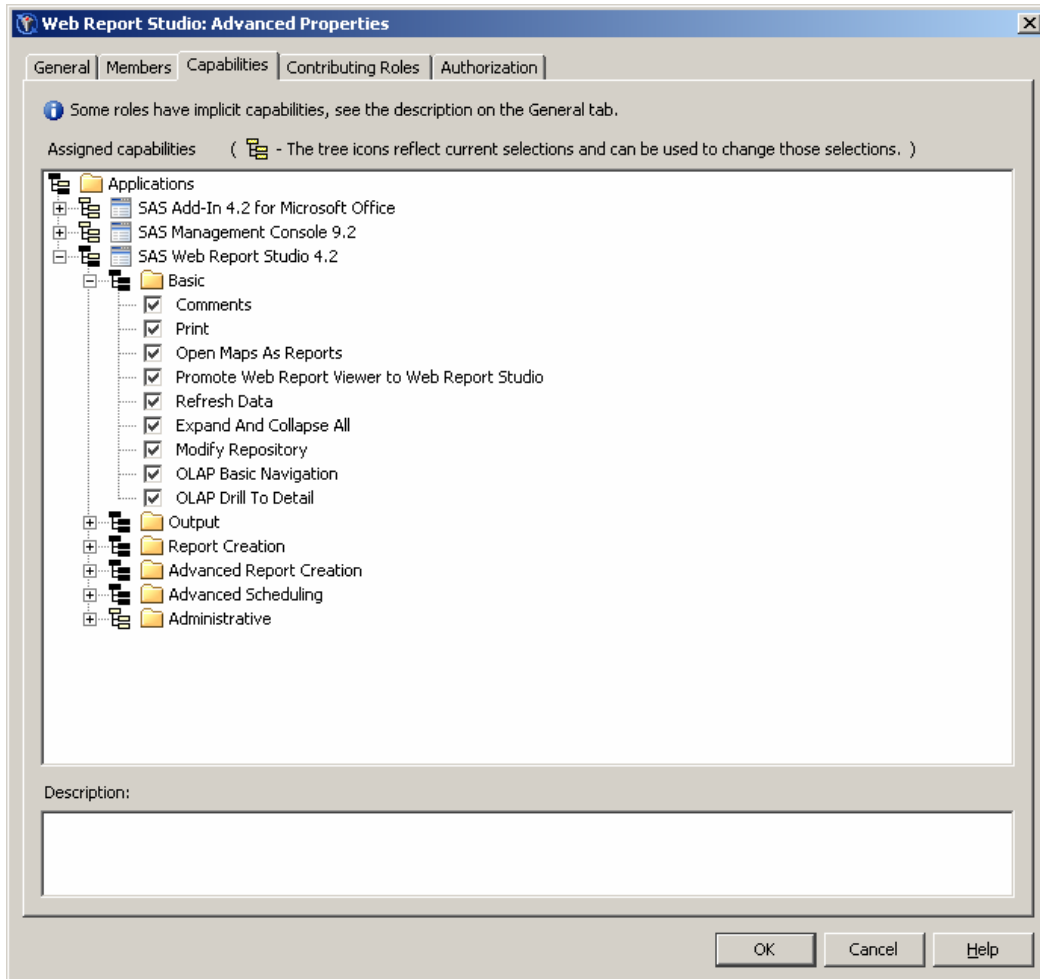 Web Report Studio: Advanced Properties
General Members Capabilities Contributing Roles Authorization
Some roles have implicit capabilities, see the description on the General tab.
Assigned capabilities ( - The tree icons reflect current selections and can be used to change those selections. )
Applications
SAS Add-In 4.2 for Microsoft Office
SAS Management Console 9.2
SAS Web Report Studio 4.2
Basic
Comments
Print
Open Maps As Reports
Promote Web Report Viewer to Web Report Studio
Refresh Data
Expand And Collapse All
Modify Repository
OLAP Basic Navigation
OLAP Drill To Detail
Output
Report Creation
Advanced Report Creation
Advanced Scheduling
Administrative
Description:
OK Cancel Help